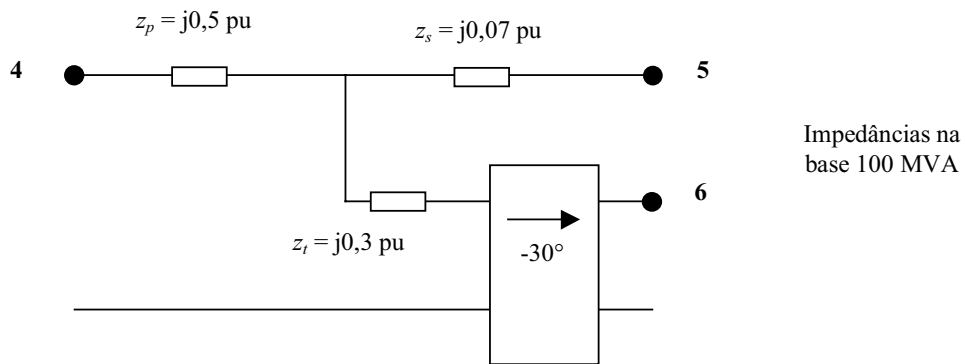 z_p = j0,5 pu
z_s = j0,07 pu
4
5
Impedâncias na
base 100 MVA
6
z_t = j0,3 pu
-30°